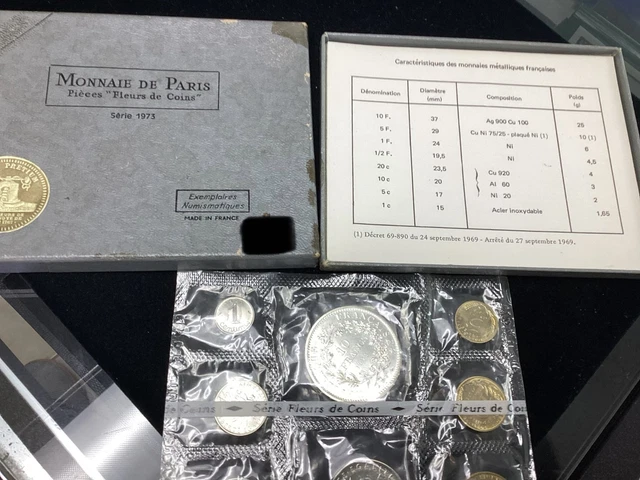 MONNAIE DE PARIS
Pièces "Fleurs de Coins"
Série 1973
Exemplaires
Numismatiques
MADE IN FRANCE
Caractéristiques des monnaies métalliques françaises
Dénomination Diamètre (mm) Composition Poids (g)
10 F. 37 Ag 900 Cu 100 25
5 F. 29 Cu Ni 75/25 - plaqué Ni (1) 10 (1)
1 F. 24 Ni 6
1/2 F. 19,5 Ni 4,5
20 c 23,5 Cu 920 4
10 c 20 Al 60 3
5 c 17 Ni 20 2
1 c 15 Acier inoxydable 1,65
(1) Décret 69-890 du 24 septembre 1969 - Arrêté du 27 septembre 1969.
1
de Coins Série Fleurs de Coins Série Fleurs de Coi